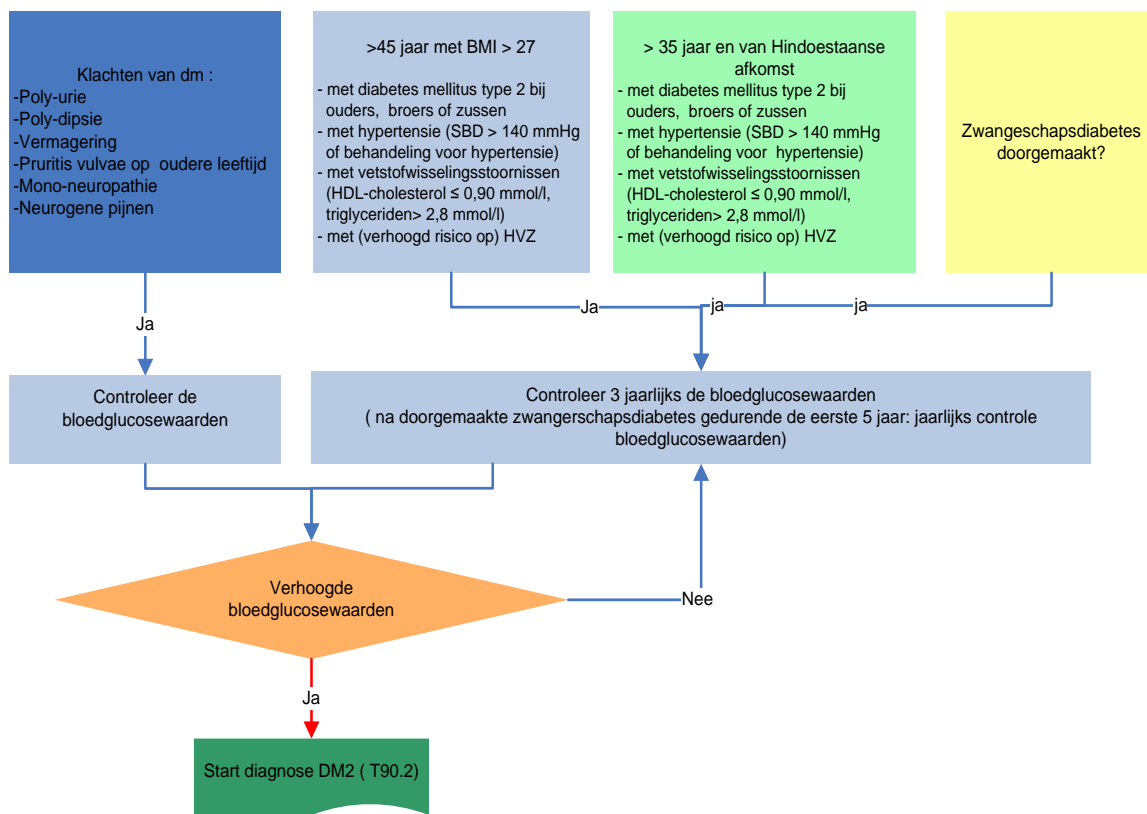 Klachten van dm :
-Poly-urie
-Poly-dipsie
-Vermagering
-Pruritis vulvae op oudere leeftijd
-Mono-neuropathie
-Neurogene pijnen
>45 jaar met BMI > 27
- met diabetes mellitus type 2 bij
ouders, broers of zussen
- met hypertensie (SBD > 140 mmHg
of behandeling voor hypertensie)
- met vetstofwisselingsstoornissen
(HDL-cholesterol ≤ 0,90 mmol/l,
triglyceriden> 2,8 mmol/l)
- met (verhoogd risico op) HVZ
> 35 jaar en van Hindoestaanse
afkomst
- met diabetes mellitus type 2 bij
ouders, broers of zussen
- met hypertensie (SBD > 140 mmHg
of behandeling voor hypertensie)
- met vetstofwisselingsstoornissen
(HDL-cholesterol ≤ 0,90 mmol/l,
triglyceriden> 2,8 mmol/l)
- met (verhoogd risico op) HVZ
Zwangeschapsdiabetes
doorgemaakt?
Ja
Ja
ja
ja
Controleer de
bloedglucosewaarden
Controleer 3 jaarlijks de bloedglucosewaarden
( na doorgemaakte zwangerschapsdiabetes gedurende de eerste 5 jaar: jaarlijks controle
bloedglucosewaarden)
Verhoogde
bloedglucosewaarden
Nee
Ja
Start diagnose DM2 ( T90.2)